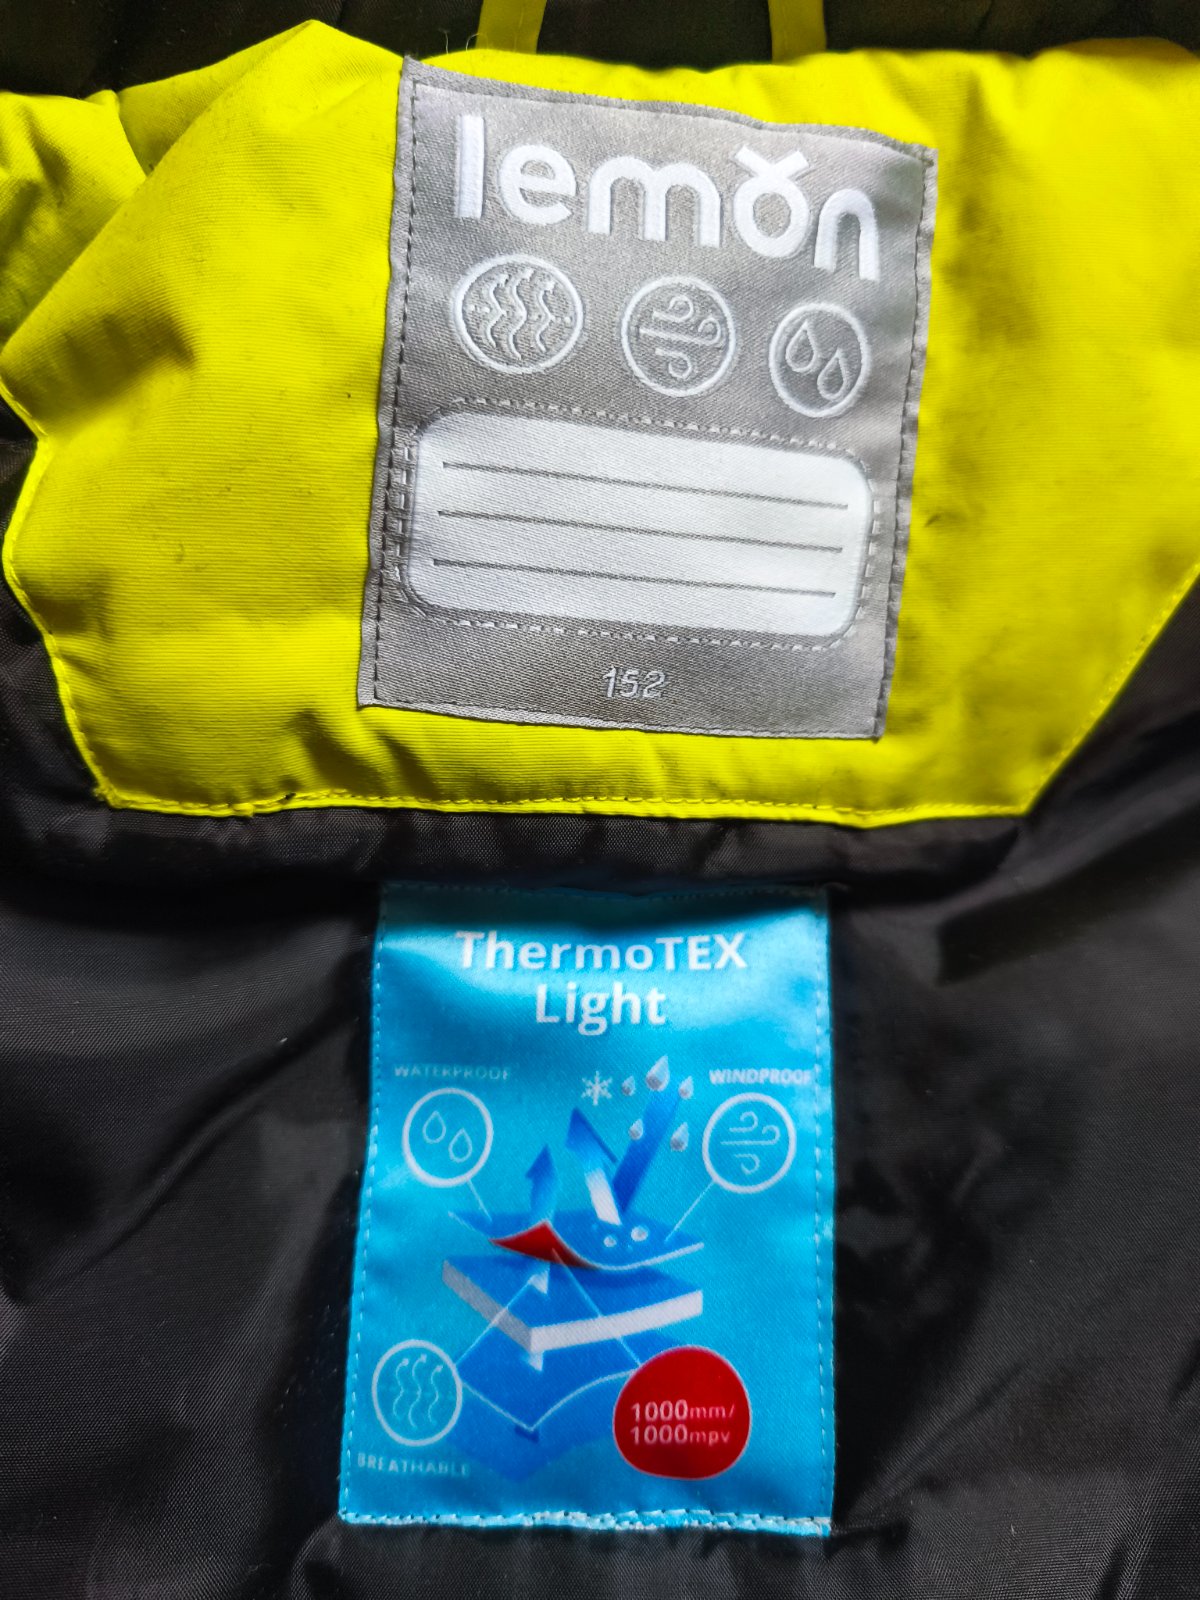 lemon
152
ThermoTEX
Light
WATERPROOF
WINDPROOF
1000mm/
1000mpv
BREATHABLE